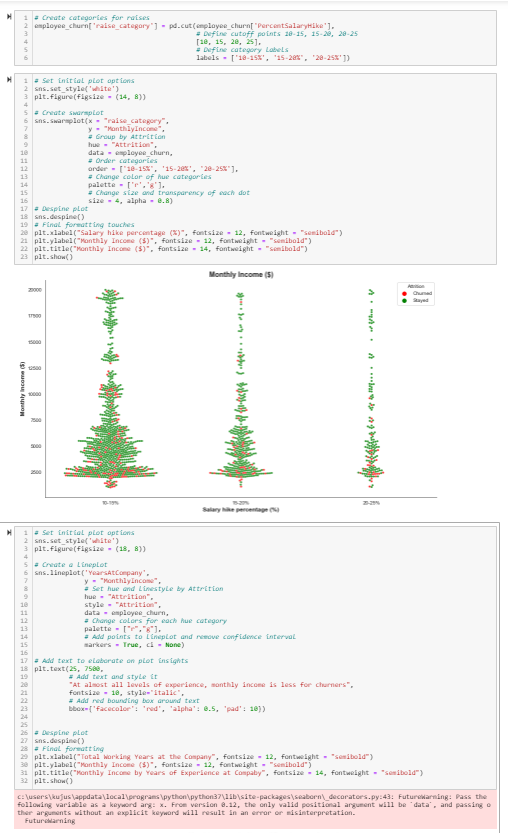 1 # Create categories for raises
2 employee_churn['raise_category'] = pd.cut(employee_churn['PercentSalaryHike'],
3 # Define cutoff points 10-15, 15-20, 20-25
4 [10, 15, 20, 25],
5 # Define category labels
6 labels = ['10-15%', '15-20%', '20-25%'])
1 # Set initial plot options
2 sns.set_style('white')
3 plt.figure(figsize = (14, 8))
4
5 # Create swarmplot
6 sns.swarmplot(x = "raise_category",
7 y = "MonthlyIncome",
8 # Group by Attrition
9 hue = "Attrition",
10 data = employee_churn,
11 # Order categories
12 order = ['10-15%', '15-20%', '20-25%'],
13 # Change color of hue categories
14 palette = ['r','g'],
15 # Change size and transparency of each dot
16 size = 4, alpha = 0.8)
17 # Despine plot
18 sns.despine()
19 # Final formatting touches
20 plt.xlabel("Salary hike percentage (%)", fontsize = 12, fontweight = "semibold")
21 plt.ylabel("Monthly income ($)", fontsize = 12, fontweight = "semibold")
22 plt.title("Monthly income ($)", fontsize = 14, fontweight = "semibold")
23 plt.show()
Monthly Income ($)
Attrition
Churned
Stayed
20000
17500
15000
12500
10000
7500
5000
2500
Monthly Income ($)
10-15% 15-20% 20-25%
Salary hike percentage (%)
1 # Set initial plot options
2 sns.set_style('white')
3 plt.figure(figsize = (18, 8))
4
5 # Create a lineplot
6 sns.lineplot('YearsAtCompany',
7 y = "MonthlyIncome",
8 # Set hue and linestyle by Attrition
9 hue = "Attrition",
10 style = "Attrition",
11 data = employee_churn,
12 # Change colors for each hue category
13 palette = ["r","g"],
14 # Add points to lineplot and remove confidence interval
15 markers = True, ci = None)
16
17 # Add text to elaborate on plot insights
18 plt.text(25, 7500,
19 # Add text and style it
20 "At almost all levels of experience, monthly income is less for churners",
21 fontsize = 10, style='italic',
22 # Add red bounding box around text
23 bbox={'facecolor': 'red', 'alpha': 0.5, 'pad': 10})
24
25
26 # Despine plot
27 sns.despine()
28 # Final formatting
29 plt.xlabel("Total Working Years at the Company", fontsize = 12, fontweight = "semibold")
30 plt.ylabel("Monthly income ($)", fontsize = 12, fontweight = "semibold")
31 plt.title("Monthly income by Years of Experience at Compaby", fontsize = 14, fontweight = "semibold")
32 plt.show()
c:\users\kujus\appdata\local\programs\python\python37\lib\site-packages\seaborn\_decorators.py:43: FutureWarning: Pass the
following variable as a keyword arg: x. From version 0.12, the only valid positional argument will be `data`, and passing o
ther arguments without an explicit keyword will result in an error or misinterpretation.
FutureWarning